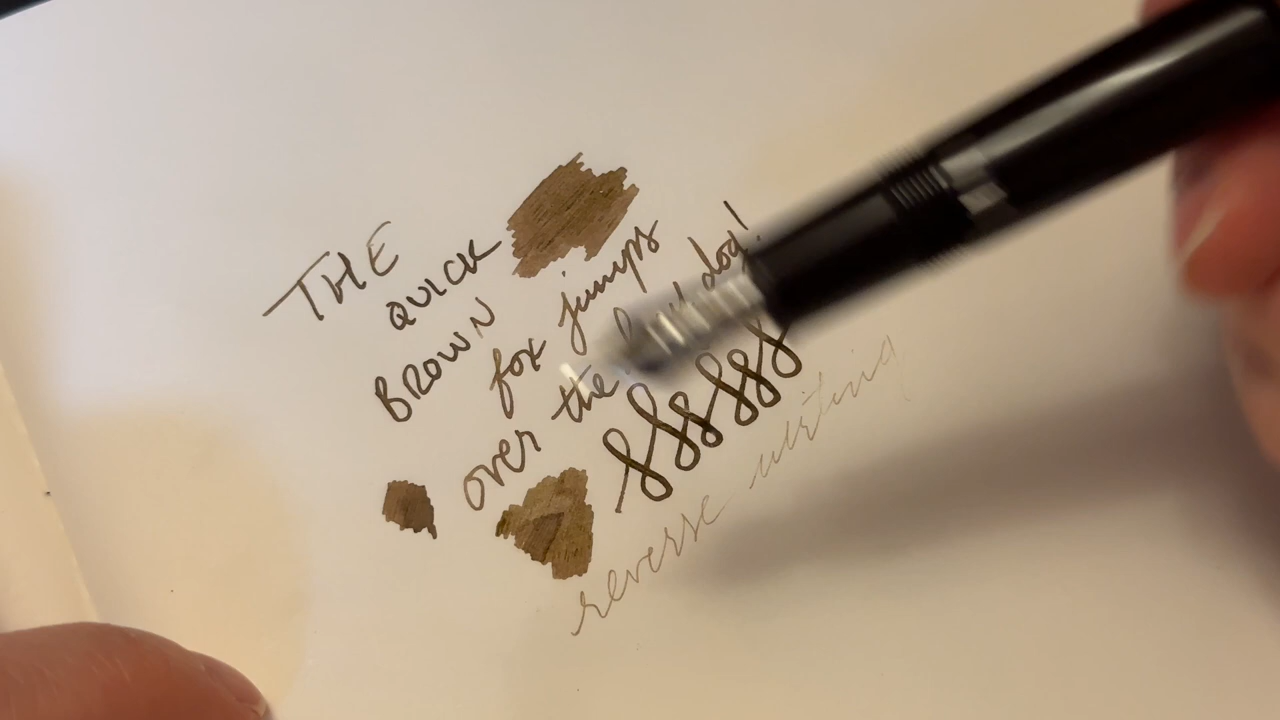 THE
QUICK
BROWN
fox jumps
over the dog!
reverse writing